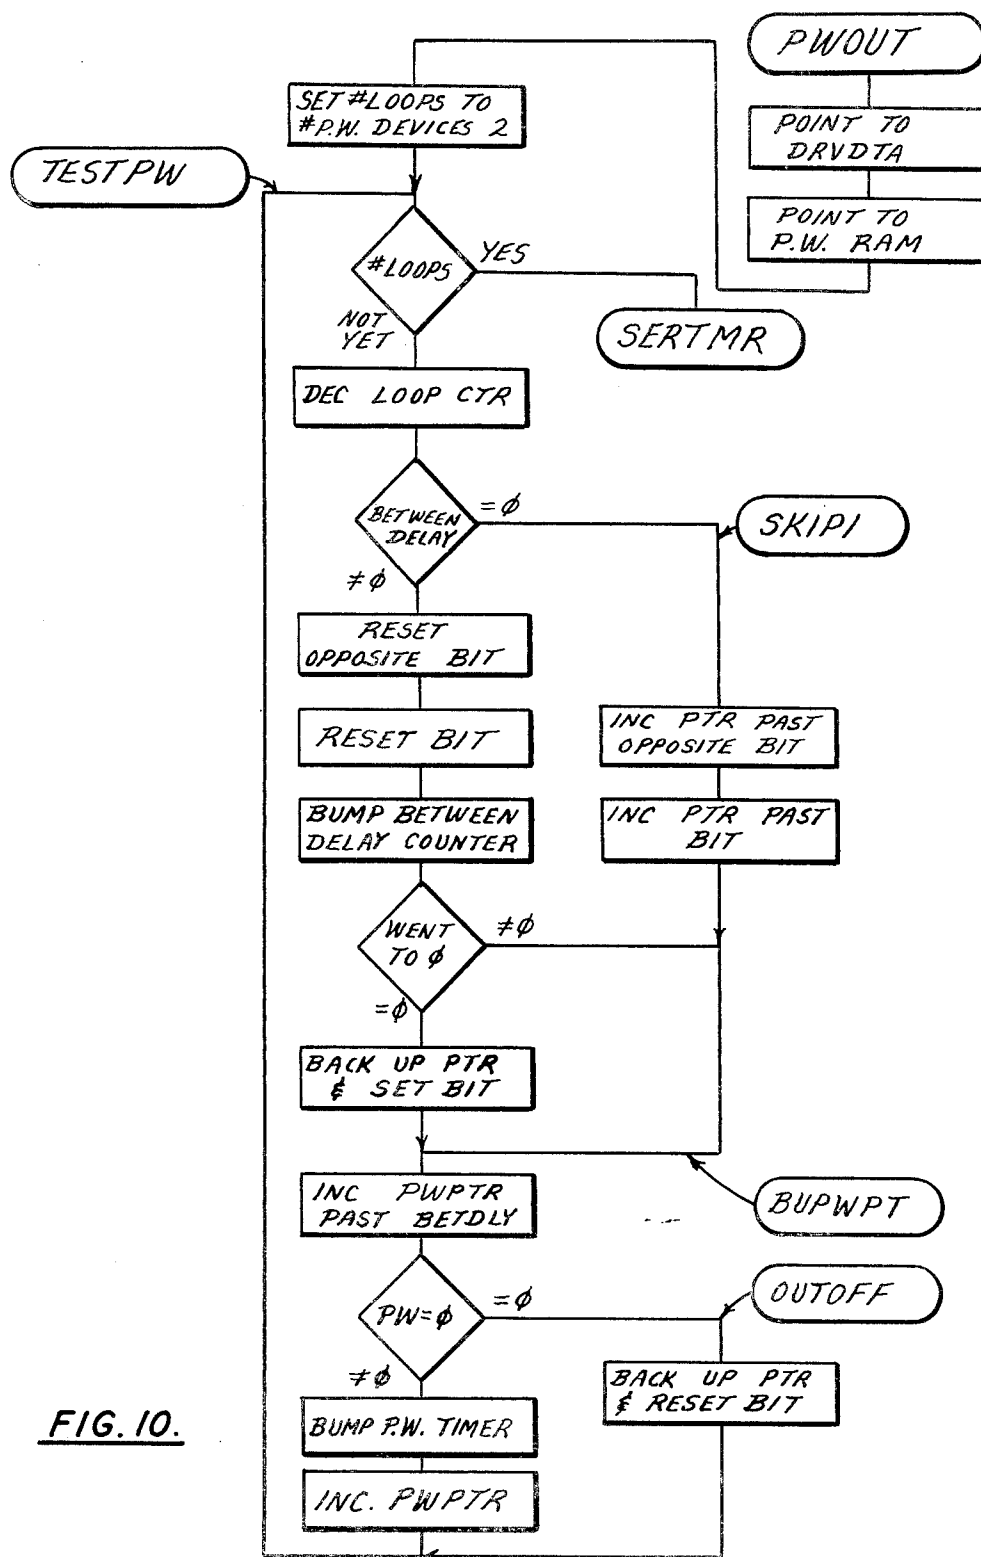 PWOUT
POINT TO
DRVDTA
POINT TO
P.W. RAM
SET #LOOPS TO
#P.W. DEVICES 2
TESTPW
#LOOPS
YES
NOT
YET
SERTMR
DEC LOOP CTR
BETWEEN
DELAY
=ϕ
≠ϕ
SKIP1
RESET
OPPOSITE BIT
RESET BIT
BUMP BETWEEN
DELAY COUNTER
INC PTR PAST
OPPOSITE BIT
INC PTR PAST
BIT
WENT
TO ϕ
≠ϕ
=ϕ
BACK UP PTR
& SET BIT
INC PWPTR
PAST BETDLY
BUPWPT
PW=ϕ
=ϕ
≠ϕ
OUTOFF
BACK UP PTR
& RESET BIT
BUMP P.W. TIMER
INC. PWPTR
FIG. 10.